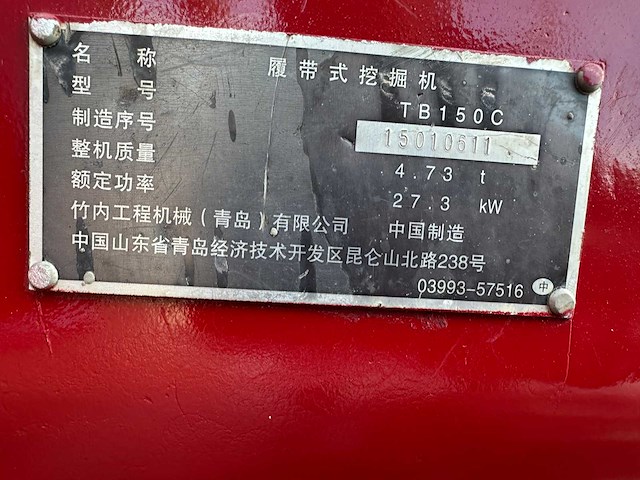 名 称 履带式挖掘机
型 号 TB150C
制造序号 15010611
整机质量 4.73 t
额定功率 27.3 kW
竹内工程机械(青岛)有限公司 中国制造
中国山东省青岛经济技术开发区昆仑山北路238号
03993-57516 中